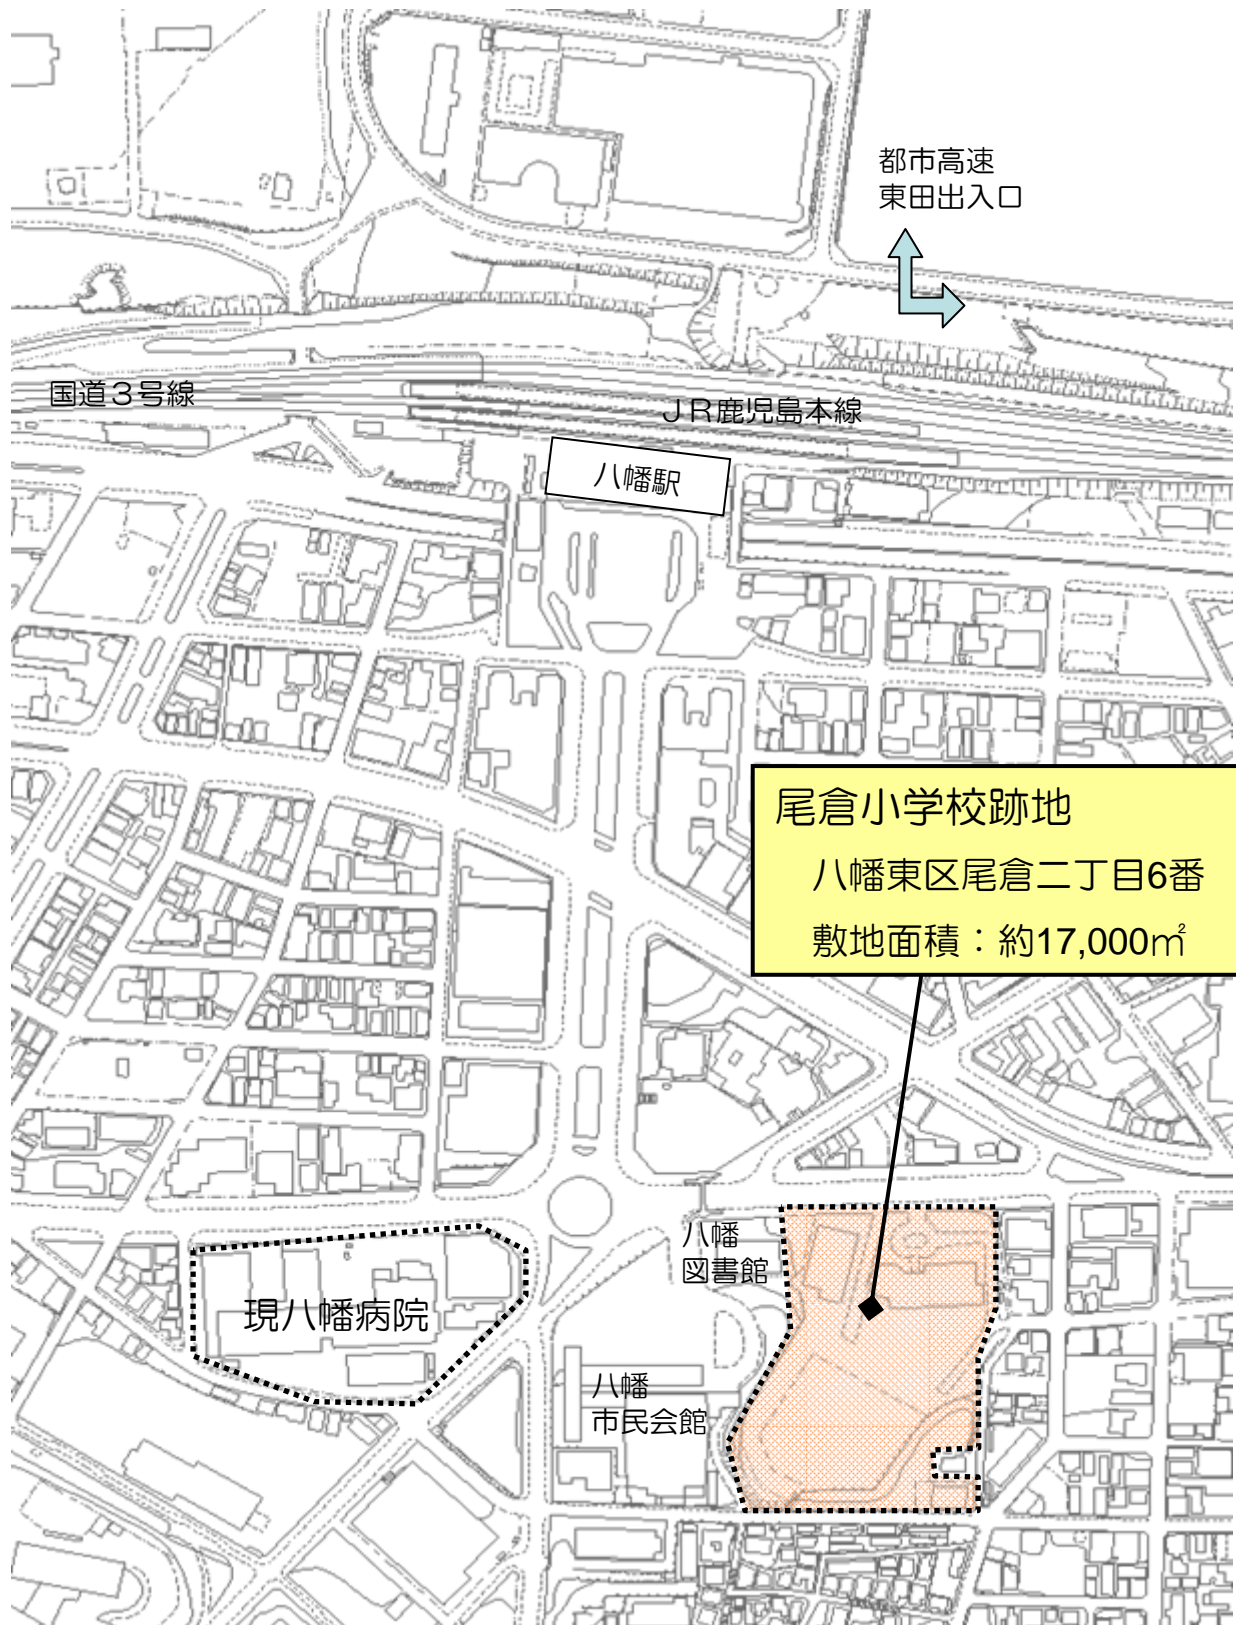 都市高速
東田出入口
国道３号線
ＪＲ鹿児島本線
八幡駅
尾倉小学校跡地
八幡東区尾倉二丁目6番
敷地面積：約17,000㎡
八幡
図書館
現八幡病院
八幡
市民会館